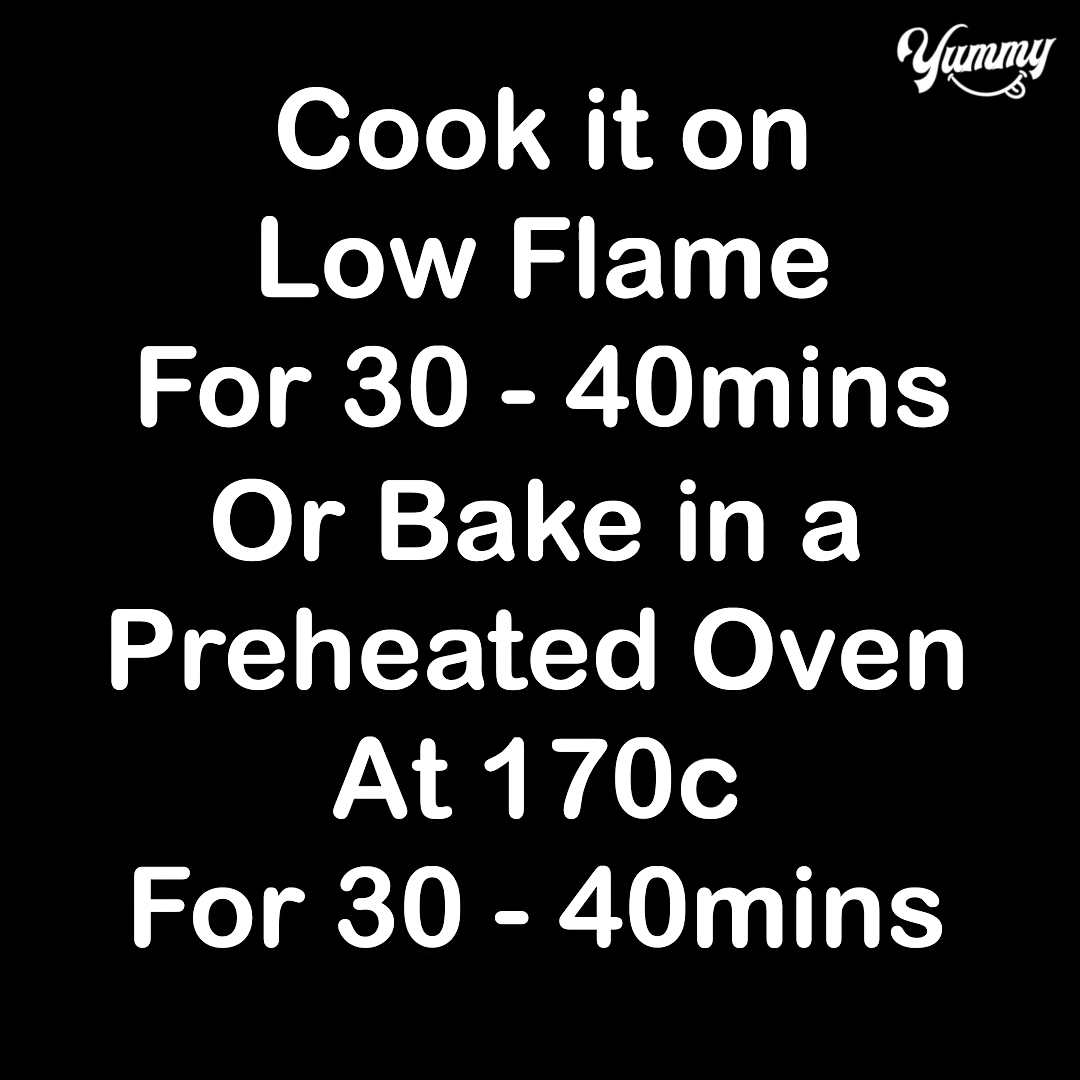 Yummy
Cook it on
Low Flame
For 30 - 40mins
Or Bake in a
Preheated Oven
At 170c
For 30 - 40mins